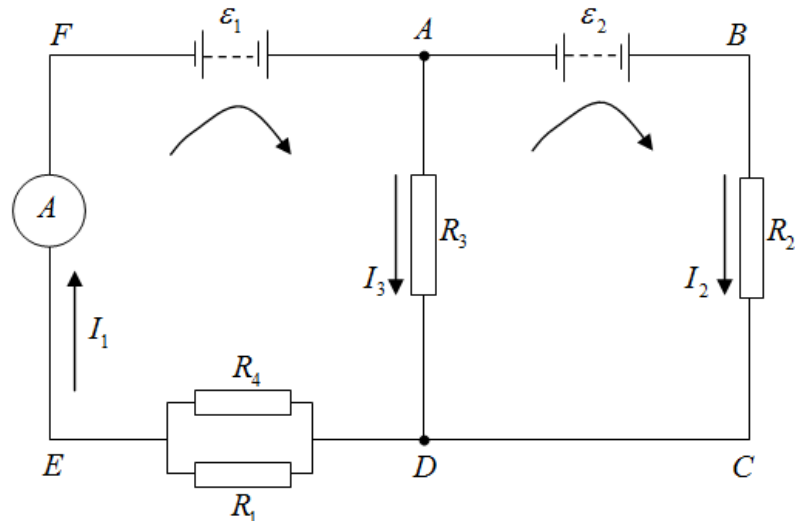 F ε₁ A ε₂ B
A R₃ R₂
I₃ I₂
I₁
R₄
E D C
R₁